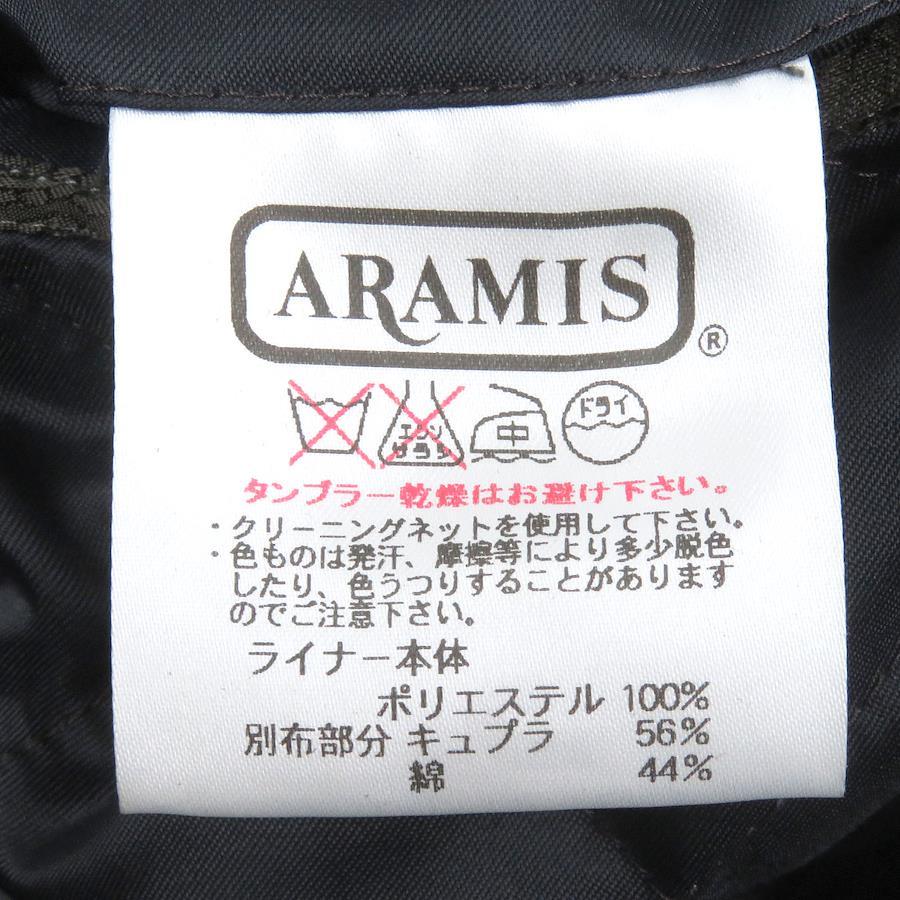 ARAMIS
®
エンソ
サラシ
中
ドライ
タンブラー乾燥はお避け下さい。
・クリーニングネットを使用して下さい。
・色ものは発汗、摩擦等により多少脱色
したり、色うつりすることがあります
のでご注意下さい。
ライナー本体
ポリエステル 100%
別布部分 キュプラ 56%
綿 44%